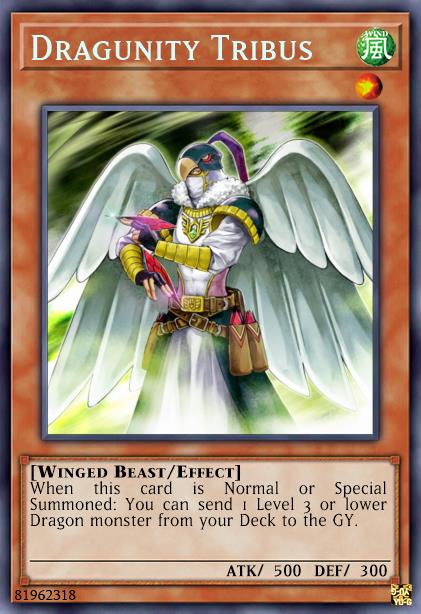 DRAGUNITY TRIBUS
WIND
風
[WINGED BEAST/EFFECT]
When this card is Normal or Special
Summoned: You can send 1 Level 3 or lower
Dragon monster from your Deck to the GY.
ATK/ 500 DEF/ 300
81962318